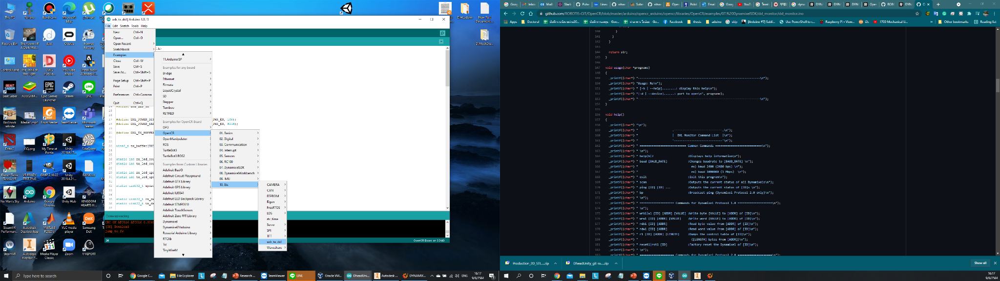 This PC
Terraria
Bandicam
Microsoft Edge
uTorrent
D.Headsim
New Text Document...
Recycle Bin
The Room VR A Dark Mat...
duet
Oculus
Format Factory
D.MechDra...
Control Panel
The Thrill of the Fight
DWG TrueView...
YouTube Music
Install Now Autodesk I...
Beat Saber
Epic Games Launcher
Steam
LINE
BioShock Infinite
Media1.mp4
Foxit Reader
TeamViewer
Microsoft Teams
Dota 2
GQ.png
My Time at Portia
Unity 2019.4.17...
SideQuest
Eleven Table Tennis VR
VR READY TEST.PNG
GIMP 2.10.22
Unity 2019.4.21...
BANK.txt
No Man's Sky
Arduino
Google Chrome
Unity Hub
KINGDOM HEARTS III...
SteamVR Performan...
Autodesk Desktop App
MATLAB R2020b
VLC media player
Samsung DeX
SteamVR
Autodesk Inventor P...
Media Player Classic
Zoom
VIVEPORT
usb_to_dxl | Arduino 1.8.13
File Edit Sketch Tools Help
New Ctrl+N
Open... Ctrl+O
Open Recent
Sketchbook
Examples
Close Ctrl+W
Save Ctrl+S
Save As... Ctrl+Shift+S
Page Setup Ctrl+Shift+P
Print Ctrl+P
Preferences Ctrl+Comma
Quit Ctrl+Q
11.ArduinoISP
Examples for any board
Bridge
Ethernet
Firmata
LiquidCrystal
SD
Stepper
Temboo
RETIRED
Examples for OpenCR Board
OP3
OpenCR
OpenManipulator
ROS
TurtleBot3
TurtleBot3 ROS2
Examples from Custom Libraries
Adafruit BusIO
Adafruit Circuit Playground
Adafruit GFX Library
Adafruit GPS Library
Adafruit ILI9341
Adafruit LED Backpack Library
Adafruit STMPE610
Adafruit TouchScreen
Adafruit Zero FFT Library
Dynamixel
Dynamixel2Arduino
Rosserial Arduino Library
RTClib
Tic
TinyWireM
01. Basics
02. Digital
03. Communication
04. Interrupt
05. Sensors
06. RC100
07. DynamixelSDK
08. DynamixelWorkbench
09. IMU
10. Etc
CAMERA
CAN
EEPROM
Eigen
FreeRTOS
LDS
rtc_time
Servo
SPI
TFT
usb_to_dxl
Waveshare
#define DXL_POWER_DIS
PWR_EN, LOW);
#define DXL_POWER_ENA
PWR_EN, HIGH);
#define DXL_TX_BUFFER
uint8_t tx_buffer[DXL
static int rx_led_cou
static int tx_led_cou
static int rx_led_upd
static int tx_led_upd
static uint32_t updat
static uint32_t rx_da
static uint32_t tx_da
Done uploading.
[OK] Download
jump_to_fw
26
OpenCR Board on COM3
Type here to search
Google C...
File Explorer
Research ...
TeamViewer
LINE
Oracle VM...
DheadUni...
Autodesk ...
DYNAMIX...
ENG
16:17
9/6/2564
github.com/ROBOTIS-GIT/OpenCR/blob/master/arduino/opencr_arduino/opencr/libraries/OpenCR/examples/07.%20DynamixelSDK/dxl_monitor/dxl_monitor.ino
Apps
Doctoral
Facebook
thesis
aduino
skip
[Arduino #7] Subli...
Use PowerShell to c...
Raspberry Pi • View...
i2c
1700 Mechanical Li...
Other bookmarks
Reading list
140 }
141 }
142 }
143
144 return str;
145 }
146
147 void usage(char *progname)
148 {
149 _printf((char*) "-----------------------------------------------------------------------\n");
150 _printf((char*) "Usage: %s\n");
151 _printf((char*) " [-h | --help]........: display this help\n");
152 _printf((char*) "[-d | --device]......: port to open\n", progname);
153 _printf((char*) "-----------------------------------------------------------------------\n");
154 }
155
156 void help()
157 {
158 _printf((char*) "\n");
159 _printf((char*) " .----------------------------.\n");
160 _printf((char*) " | DXL Monitor Command List |\n");
161 _printf((char*) " '----------------------------'\n");
162 _printf((char*) " =========================== Common Commands ===========================\n");
163 _printf((char*) " \n");
164 _printf((char*) " help|h|? :Displays help information\n");
165 _printf((char*) " baud [BAUD_RATE] :Changes baudrate to [BAUD_RATE] \n");
166 _printf((char*) " ex) baud 2400 (2400 bps) \n");
167 _printf((char*) " ex) baud 1000000 (1 Mbps) \n");
168 _printf((char*) " exit :Exit this program\n");
169 _printf((char*) " scan :Outputs the current status of all Dynamixels\n");
170 _printf((char*) " ping [ID] [ID] ... :Outputs the current status of [ID]s \n");
171 _printf((char*) " bp :Broadcast ping (Dynamixel Protocol 2.0 only)\n");
172 _printf((char*) " \n");
173 _printf((char*) " ==================== Commands for Dynamixel Protocol 1.0 ====================\n");
174 _printf((char*) " \n");
175 _printf((char*) " wrb1|w1 [ID] [ADDR] [VALUE] :Write byte [VALUE] to [ADDR] of [ID]\n");
176 _printf((char*) " wrw1 [ID] [ADDR] [VALUE] :Write word [VALUE] to [ADDR] of [ID]\n");
177 _printf((char*) " rdb1 [ID] [ADDR] :Read byte value from [ADDR] of [ID]\n");
178 _printf((char*) " rdw1 [ID] [ADDR] :Read word value from [ADDR] of [ID]\n");
179 _printf((char*) " r1 [ID] [ADDR] [LENGTH] :Dumps the control table of [ID]\n");
180 _printf((char*) " ([LENGTH] bytes from [ADDR])\n");
181 _printf((char*) " reset1|rst1 [ID] :Factory reset the Dynamixel of [ID]\n");
182 _printf((char*) " \n");
183 _printf((char*) " ==================== Commands for Dynamixel Protocol 2.0 ====================\n");
Production_2D_STL....zip
DheadUnity_git ru....zip
Show all
16:17
9/6/2564